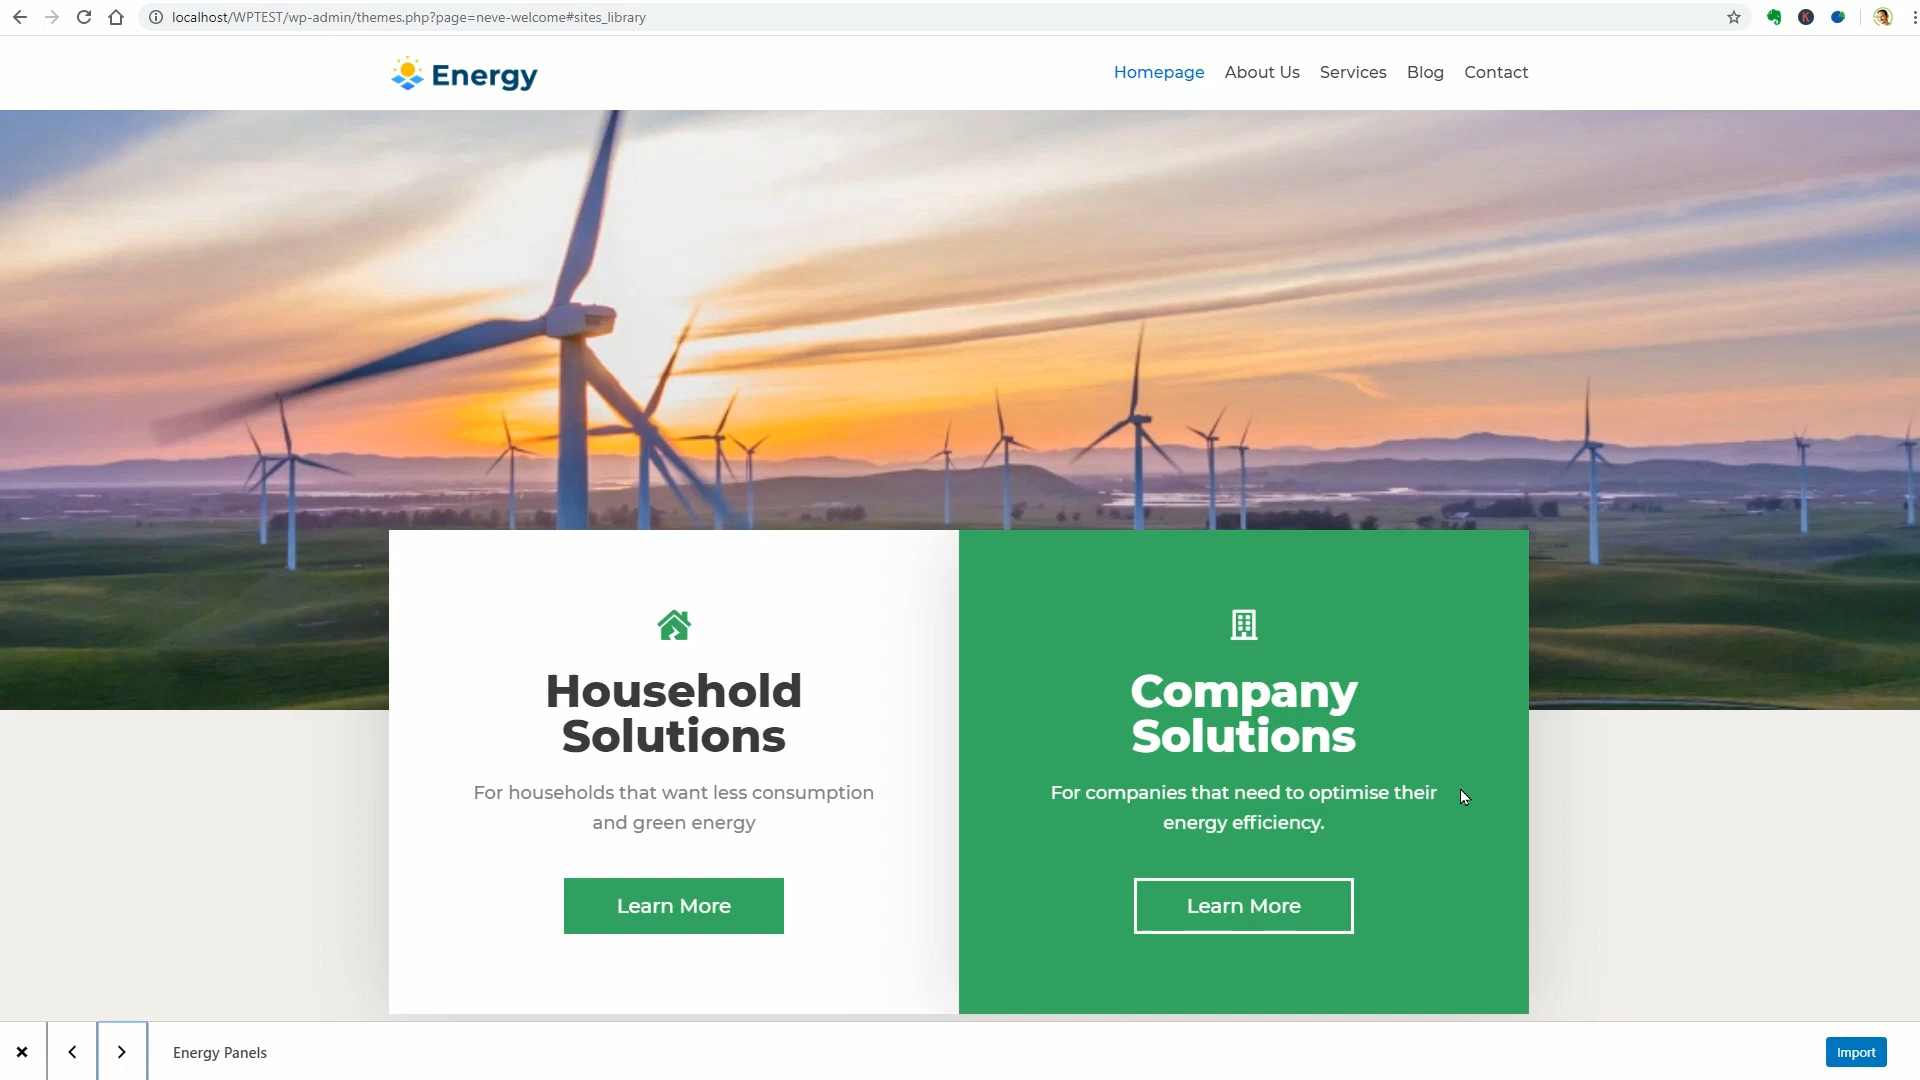 localhost/WPTEST/wp-admin/themes.php?page=neve-welcome#sites_library
Energy
Homepage About Us Services Blog Contact
Household
Solutions
For households that want less consumption
and green energy
Learn More
Company
Solutions
For companies that need to optimise their
energy efficiency.
Learn More
Energy Panels
Import